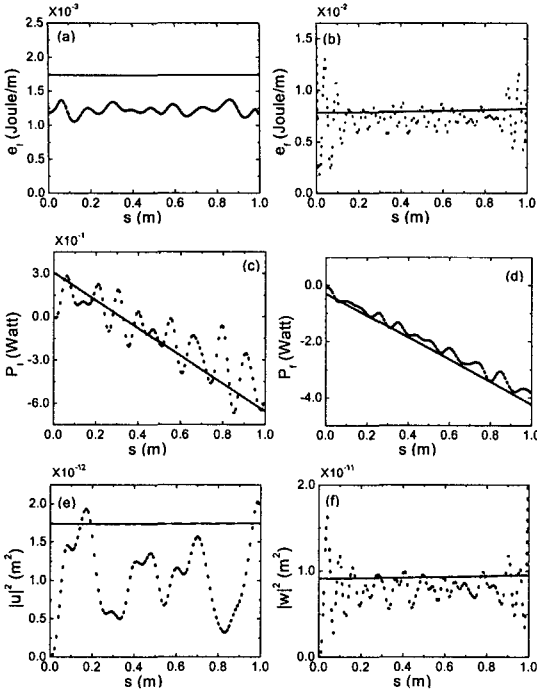 X10⁻³
(a)
2.5
2.0
1.5
1.0
0.5
0.0
e_l (Joule/m)
0.0 0.2 0.4 0.6 0.8 1.0
s (m)
X10⁻²
(b)
1.5
1.0
0.5
0.0
e_f (Joule/m)
0.0 0.2 0.4 0.6 0.8 1.0
s (m)
X10⁻¹
(c)
3.0
0.0
-3.0
-6.0
P_l (Watt)
0.0 0.2 0.4 0.6 0.8 1.0
s (m)
(d)
0.0
-2.0
-4.0
P_f (Watt)
0.0 0.2 0.4 0.6 0.8 1.0
s (m)
X10⁻¹²
(e)
2.0
1.5
1.0
0.5
0.0
|u|² (m²)
0.0 0.2 0.4 0.6 0.8 1.0
s (m)
X10⁻¹¹
(f)
2.0
1.5
1.0
0.5
0.0
|w|² (m²)
0.0 0.2 0.4 0.6 0.8 1.0
s (m)